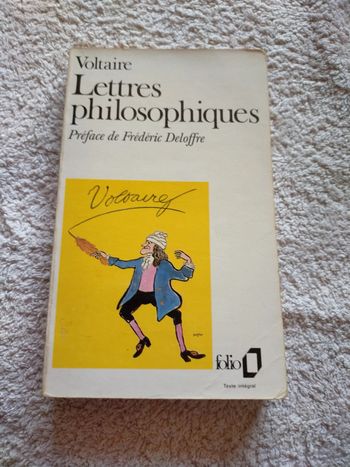 Voltaire
Lettres
philosophiques
Préface de Frédéric Deloffre
Voltaire
folio
Texte intégral